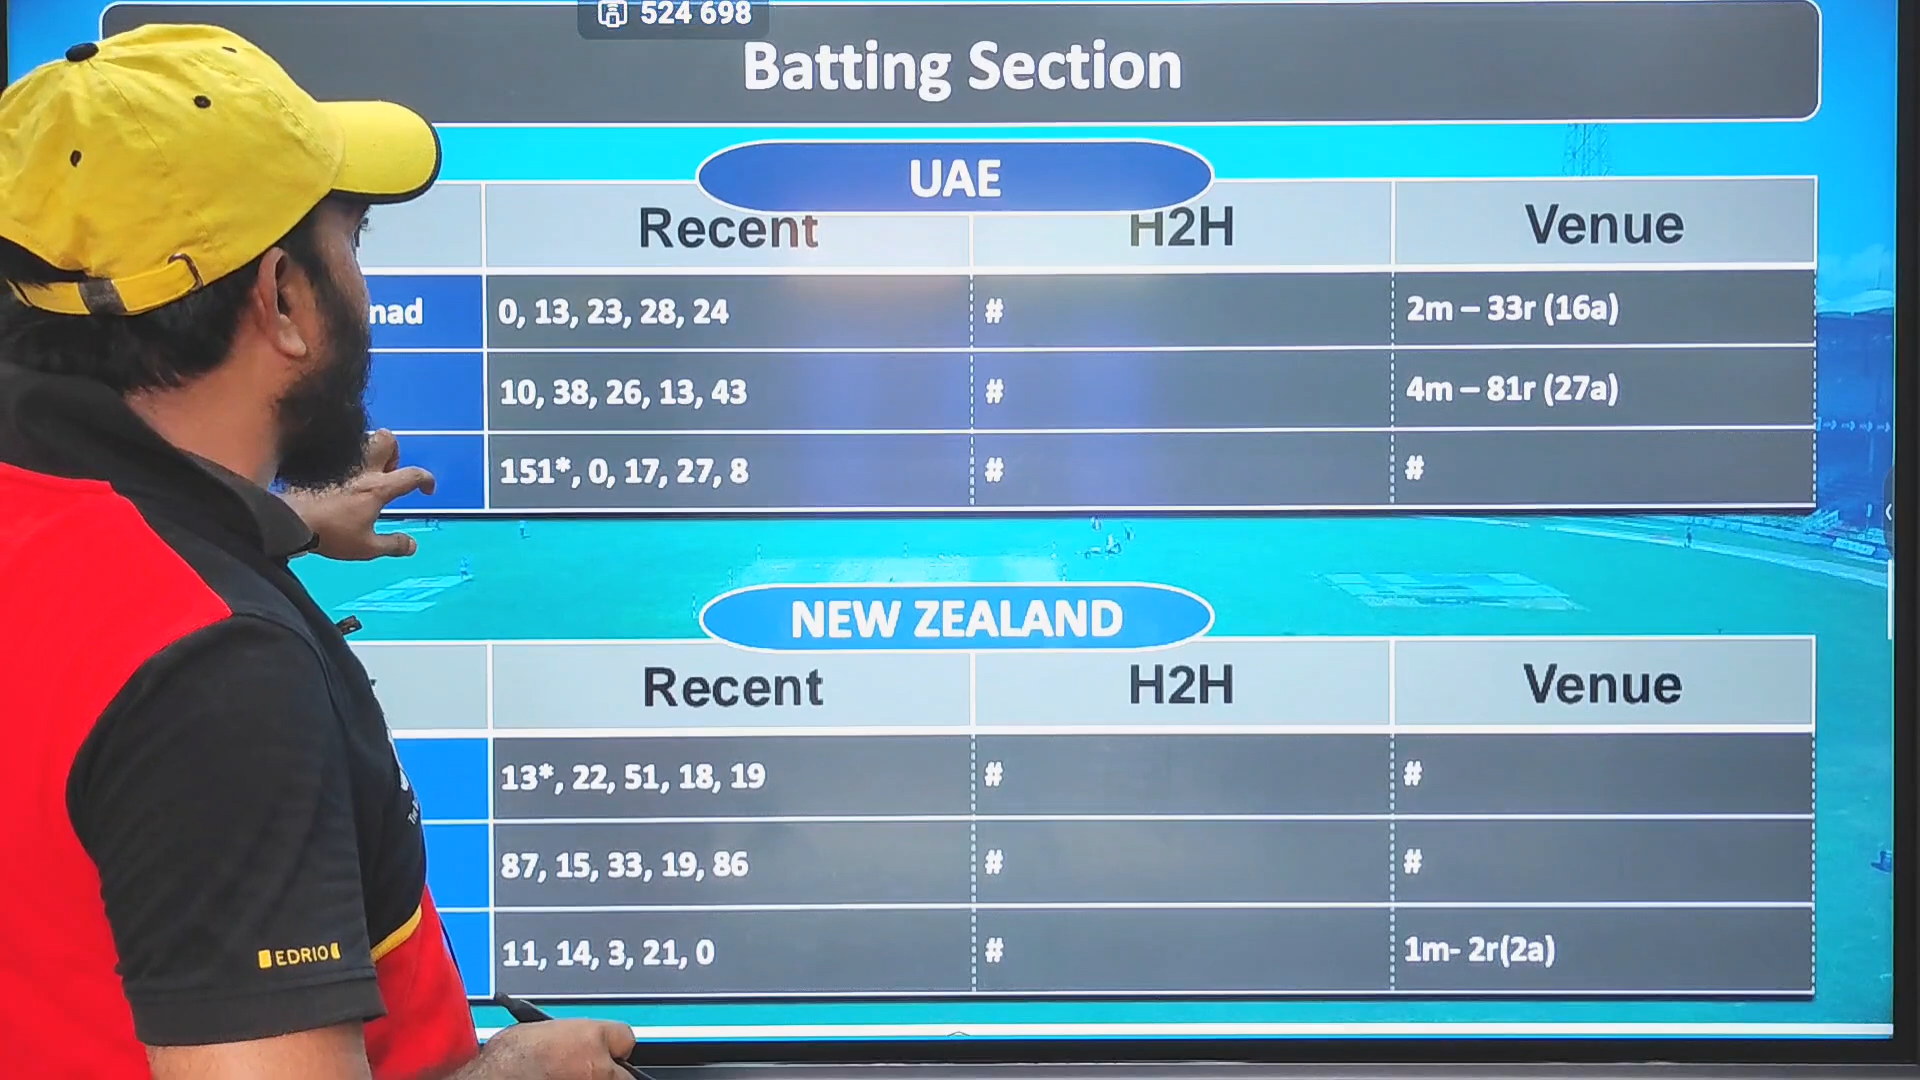 524 698
Batting Section
UAE
Recent H2H Venue
0, 13, 23, 28, 24 # 2m – 33r (16a)
10, 38, 26, 13, 43 # 4m – 81r (27a)
151*, 0, 17, 27, 8 # #
NEW ZEALAND
Recent H2H Venue
13*, 22, 51, 18, 19 # #
87, 15, 33, 19, 86 # #
11, 14, 3, 21, 0 # 1m- 2r(2a)
EDRIO